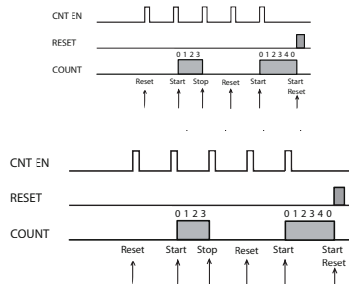 CNT EN
RESET
0 1 2 3 0 1 2 3 4 0
COUNT
Reset Start Stop Reset Start Start
Reset
CNT EN
RESET
0 1 2 3 0 1 2 3 4 0
COUNT
Reset Start Stop Reset Start Start
Reset